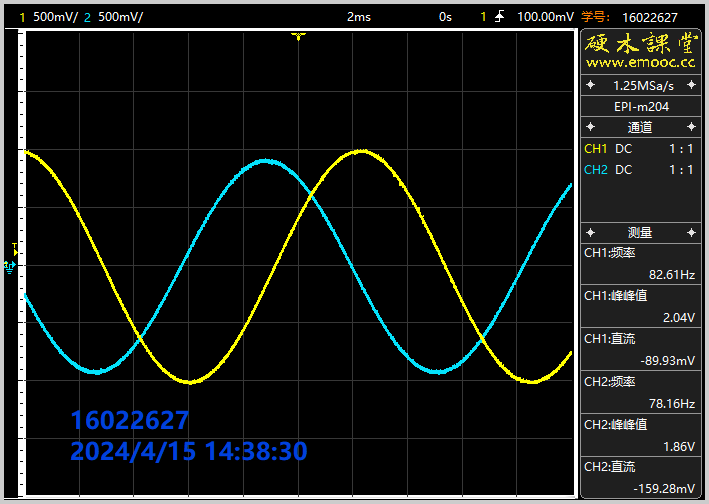 1 500mV/ 2 500mV/ 2ms 0s 1 100.00mV 学号: 16022627
硬木課堂
www.emooc.cc
1.25MSa/s
EPI-m204
通道
CH1 DC 1 : 1
CH2 DC 1 : 1
测量
CH1:频率
82.61Hz
CH1:峰峰值
2.04V
CH1:直流
-89.93mV
CH2:频率
78.16Hz
CH2:峰峰值
1.86V
CH2:直流
-159.28mV
T
16022627
2024/4/15 14:38:30